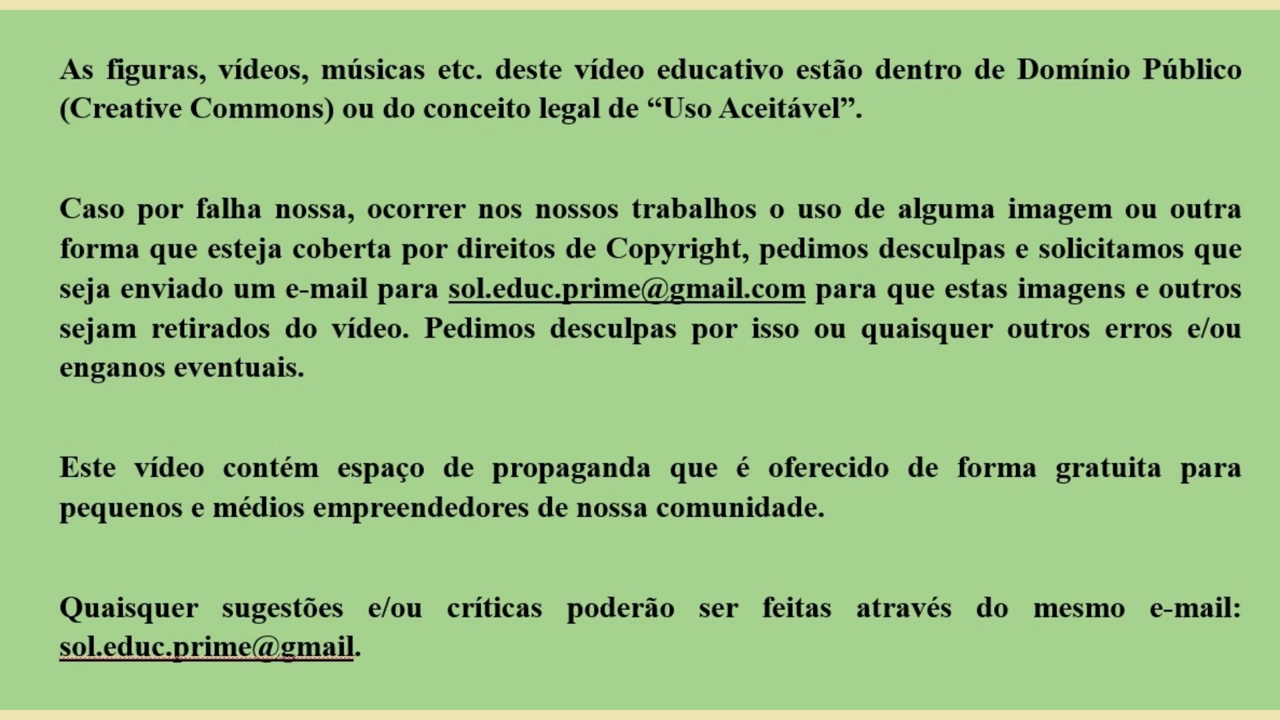 As figuras, vídeos, músicas etc. deste vídeo educativo estão dentro de Domínio Público
(Creative Commons) ou do conceito legal de “Uso Aceitável”.
Caso por falha nossa, ocorrer nos nossos trabalhos o uso de alguma imagem ou outra
forma que esteja coberta por direitos de Copyright, pedimos desculpas e solicitamos que
seja enviado um e-mail para sol.educ.prime@gmail.com para que estas imagens e outros
sejam retirados do vídeo. Pedimos desculpas por isso ou quaisquer outros erros e/ou
enganos eventuais.
Este vídeo contém espaço de propaganda que é oferecido de forma gratuita para
pequenos e médios empreendedores de nossa comunidade.
Quaisquer sugestões e/ou críticas poderão ser feitas através do mesmo e-mail:
sol.educ.prime@gmail.